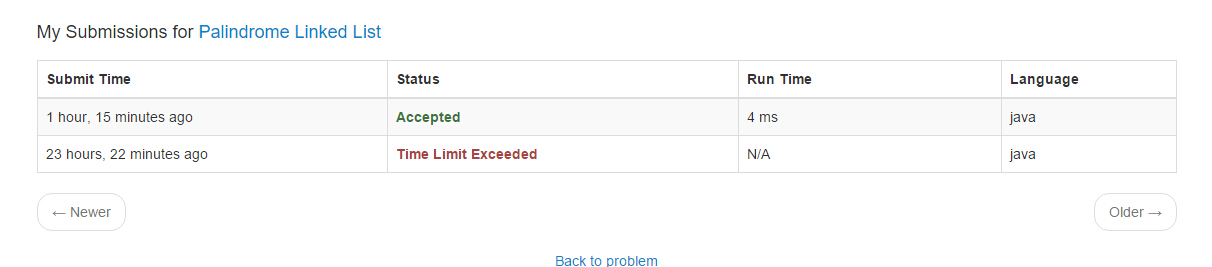 My Submissions for Palindrome Linked List
Submit Time Status Run Time Language
1 hour, 15 minutes ago Accepted 4 ms java
23 hours, 22 minutes ago Time Limit Exceeded N/A java
← Newer Older →
Back to problem